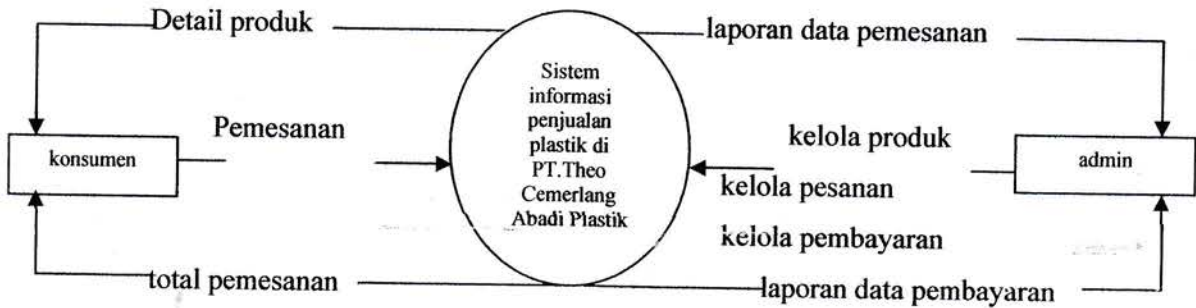 Detail produk
laporan data pemesanan
Sistem
informasi
penjualan
plastik di
PT.Theo
Cemerlang
Abadi Plastik
Pemesanan
konsumen
kelola produk
admin
kelola pesanan
kelola pembayaran
total pemesanan
laporan data pembayaran